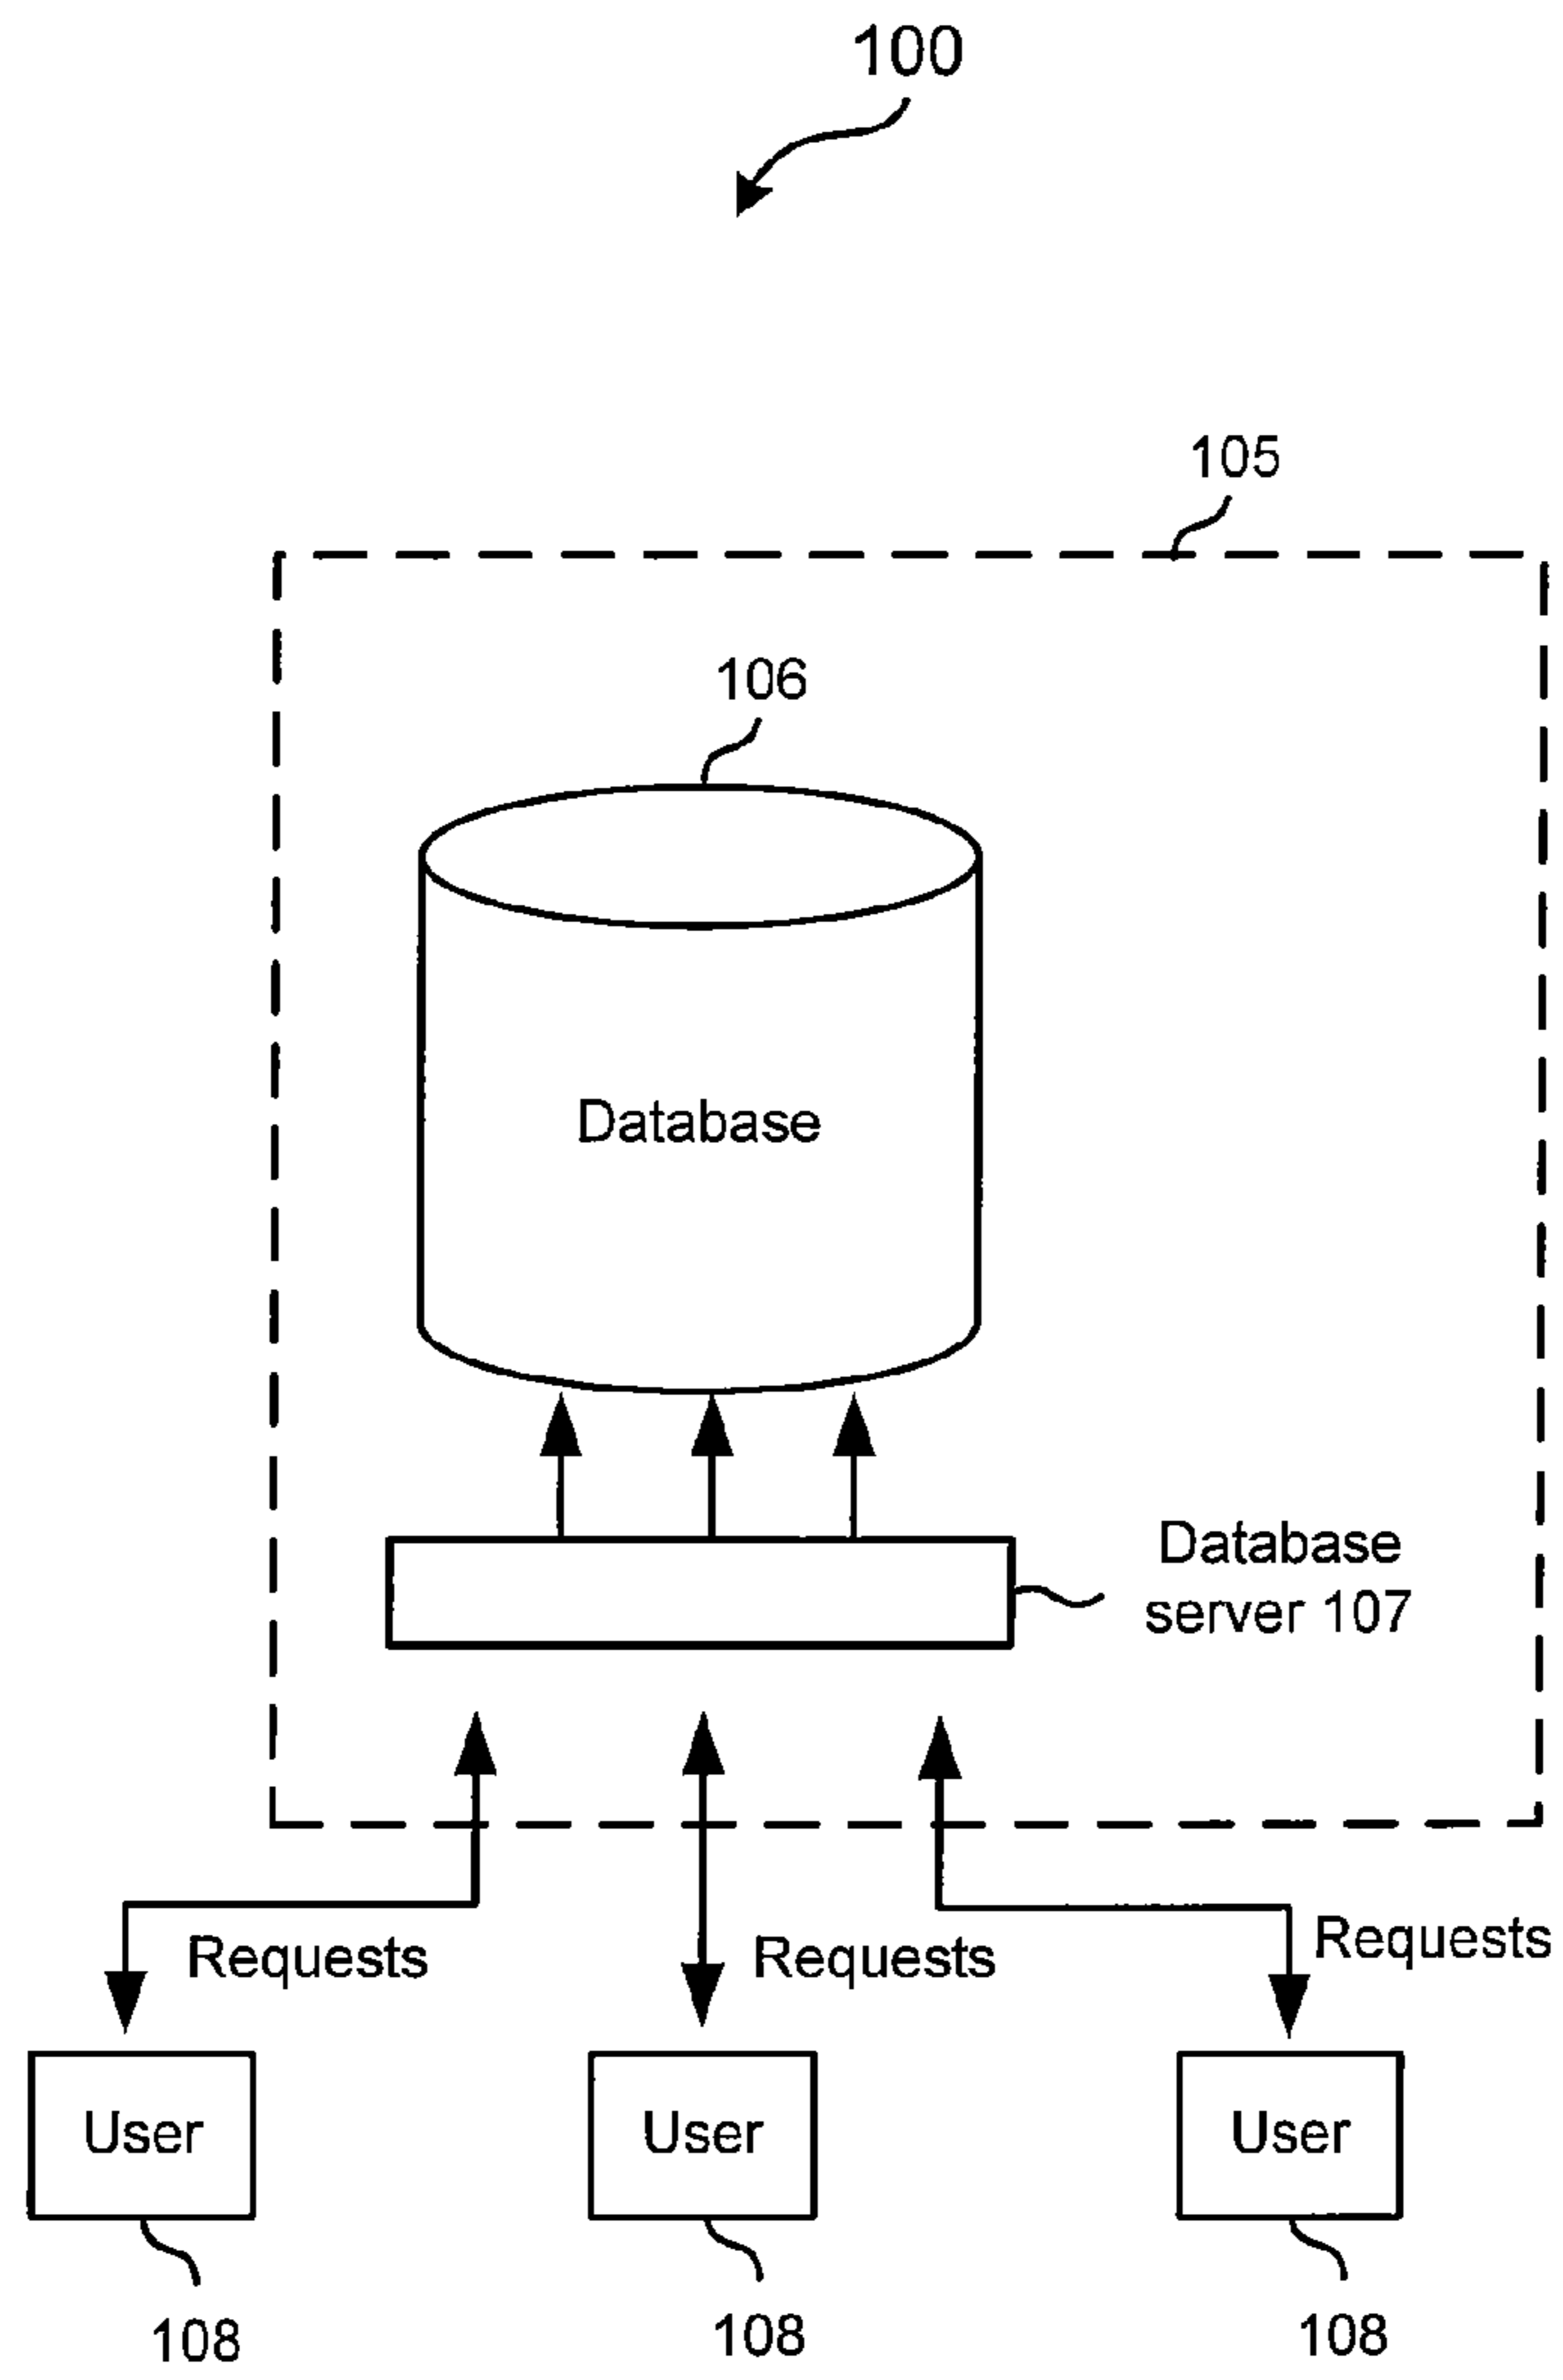 100
105
106
Database
Database
server 107
Requests
Requests
Requests
User
User
User
108
108
108